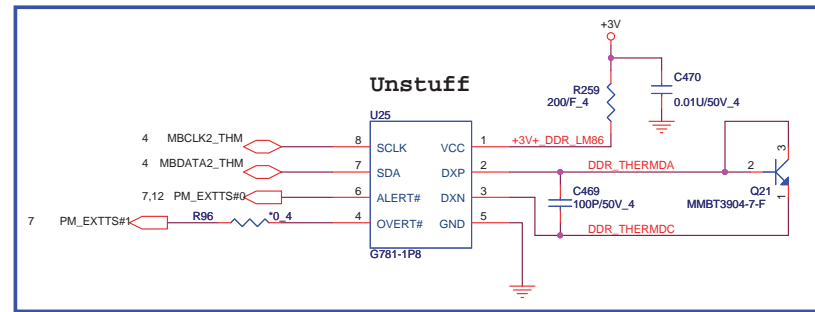 +3V
Unstuff
R259
200/F_4
C470
0.01U/50V_4
U25
4 MBCLK2_THM 8 SCLK VCC 1 +3V+_DDR_LM86
4 MBDATA2_THM 7 SDA DXP 2 DDR_THERMDA 2 3
7,12 PM_EXTTS#0 6 ALERT# DXN 3 C469 Q21
100P/50V_4 MMBT3904-7-F 1
7 PM_EXTTS#1 R96 *0_4 4 OVERT# GND 5 DDR_THERMDC
G781-1P8